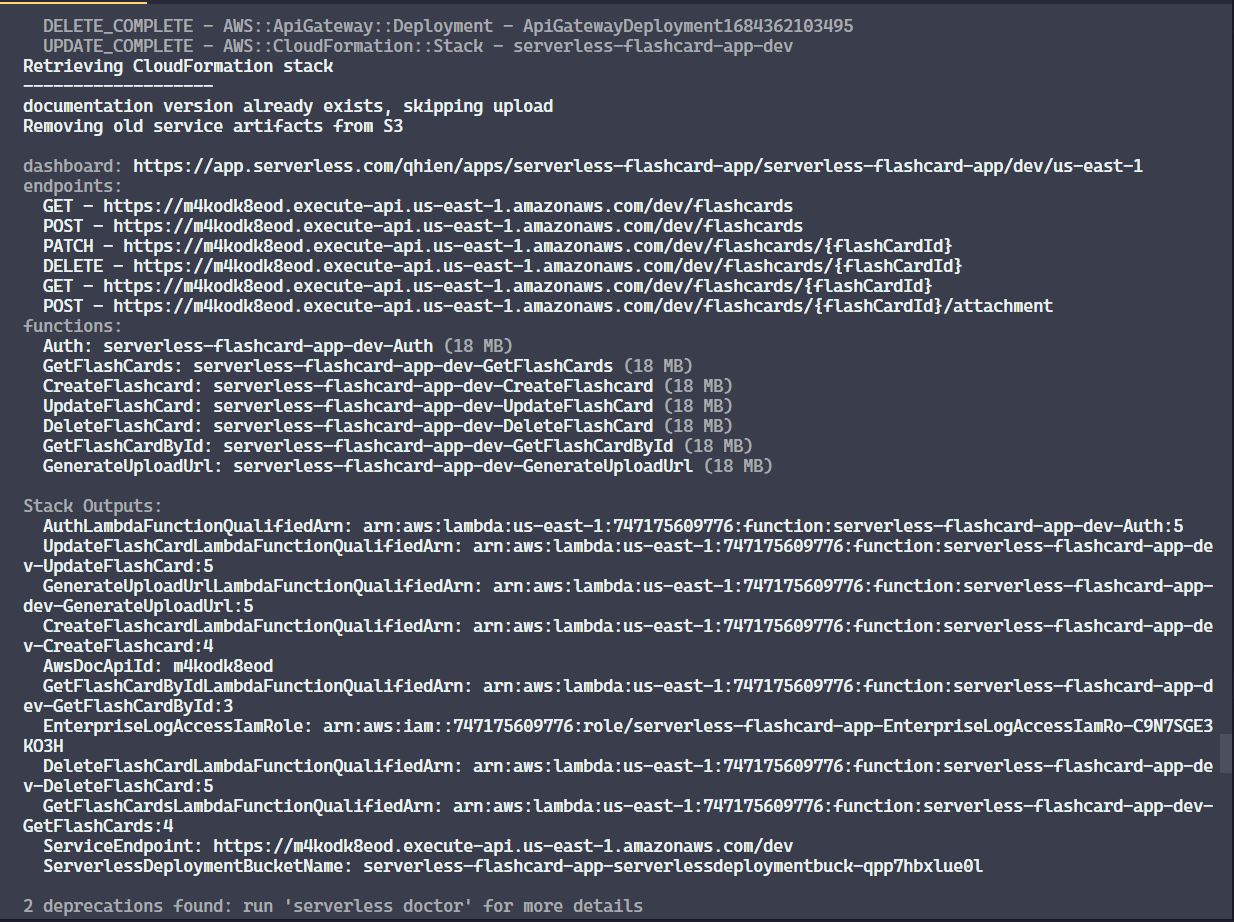 DELETE_COMPLETE - AWS::ApiGateway::Deployment - ApiGatewayDeployment1684362103495
UPDATE_COMPLETE - AWS::CloudFormation::Stack - serverless-flashcard-app-dev
Retrieving CloudFormation stack
-------------------
documentation version already exists, skipping upload
Removing old service artifacts from S3
dashboard: https://app.serverless.com/qhien/apps/serverless-flashcard-app/serverless-flashcard-app/dev/us-east-1
endpoints:
GET - https://m4kodk8eod.execute-api.us-east-1.amazonaws.com/dev/flashcards
POST - https://m4kodk8eod.execute-api.us-east-1.amazonaws.com/dev/flashcards
PATCH - https://m4kodk8eod.execute-api.us-east-1.amazonaws.com/dev/flashcards/{flashCardId}
DELETE - https://m4kodk8eod.execute-api.us-east-1.amazonaws.com/dev/flashcards/{flashCardId}
GET - https://m4kodk8eod.execute-api.us-east-1.amazonaws.com/dev/flashcards/{flashCardId}
POST - https://m4kodk8eod.execute-api.us-east-1.amazonaws.com/dev/flashcards/{flashCardId}/attachment
functions:
Auth: serverless-flashcard-app-dev-Auth (18 MB)
GetFlashCards: serverless-flashcard-app-dev-GetFlashCards (18 MB)
CreateFlashcard: serverless-flashcard-app-dev-CreateFlashcard (18 MB)
UpdateFlashCard: serverless-flashcard-app-dev-UpdateFlashCard (18 MB)
DeleteFlashCard: serverless-flashcard-app-dev-DeleteFlashCard (18 MB)
GetFlashCardById: serverless-flashcard-app-dev-GetFlashCardById (18 MB)
GenerateUploadUrl: serverless-flashcard-app-dev-GenerateUploadUrl (18 MB)
Stack Outputs:
AuthLambdaFunctionQualifiedArn: arn:aws:lambda:us-east-1:747175609776:function:serverless-flashcard-app-dev-Auth:5
UpdateFlashCardLambdaFunctionQualifiedArn: arn:aws:lambda:us-east-1:747175609776:function:serverless-flashcard-app-de
v-UpdateFlashCard:5
GenerateUploadUrlLambdaFunctionQualifiedArn: arn:aws:lambda:us-east-1:747175609776:function:serverless-flashcard-app-
dev-GenerateUploadUrl:5
CreateFlashcardLambdaFunctionQualifiedArn: arn:aws:lambda:us-east-1:747175609776:function:serverless-flashcard-app-de
v-CreateFlashcard:4
AwsDocApiId: m4kodk8eod
GetFlashCardByIdLambdaFunctionQualifiedArn: arn:aws:lambda:us-east-1:747175609776:function:serverless-flashcard-app-d
ev-GetFlashCardById:3
EnterpriseLogAccessIamRole: arn:aws:iam::747175609776:role/serverless-flashcard-app-EnterpriseLogAccessIamRo-C9N7SGE3
KO3H
DeleteFlashCardLambdaFunctionQualifiedArn: arn:aws:lambda:us-east-1:747175609776:function:serverless-flashcard-app-de
v-DeleteFlashCard:5
GetFlashCardsLambdaFunctionQualifiedArn: arn:aws:lambda:us-east-1:747175609776:function:serverless-flashcard-app-dev-
GetFlashCards:4
ServiceEndpoint: https://m4kodk8eod.execute-api.us-east-1.amazonaws.com/dev
ServerlessDeploymentBucketName: serverless-flashcard-app-serverlessdeploymentbuck-qpp7hbxlue0l
2 deprecations found: run 'serverless doctor' for more details